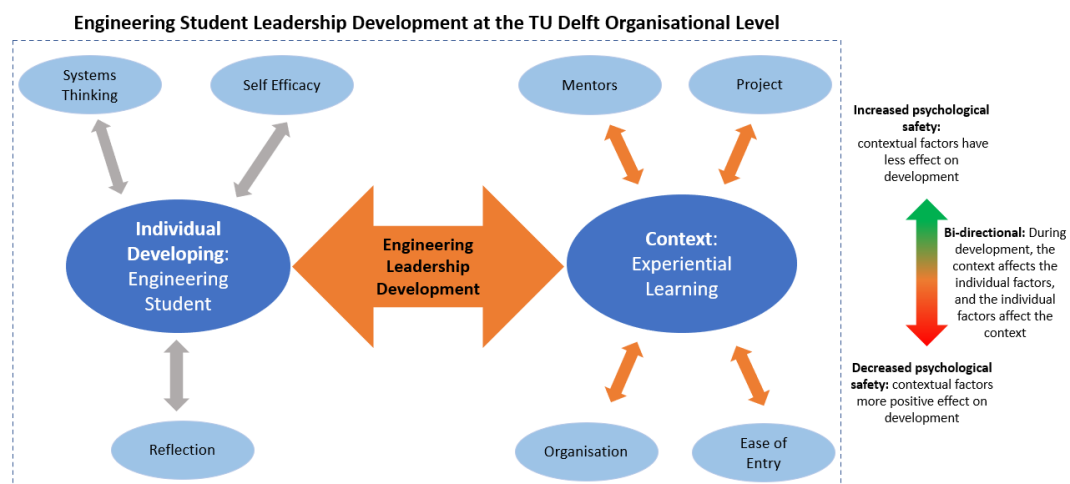 Engineering Student Leadership Development at the TU Delft Organisational Level
Systems
Thinking
Self Efficacy
Mentors
Project
Individual
Developing:
Engineering
Student
Engineering
Leadership
Development
Context:
Experiential
Learning
Reflection
Organisation
Ease of
Entry
Increased psychological
safety:
contextual factors have
less effect on
development
Bi-directional: During
development, the
context affects the
individual factors,
and the individual
factors affect the
context
Decreased psychological
safety: contextual factors
more positive effect on
development